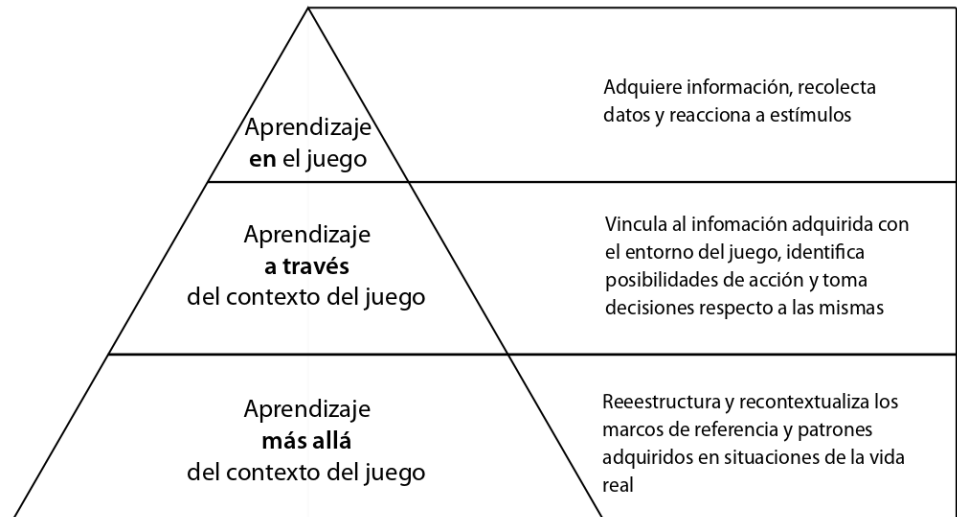 Aprendizaje
en el juego
Adquiere información, recolecta
datos y reacciona a estímulos
Aprendizaje
a través
del contexto del juego
Vincula al infomación adquirida con
el entorno del juego, identifica
posibilidades de acción y toma
decisiones respecto a las mismas
Aprendizaje
más allá
del contexto del juego
Reeestructura y recontextualiza los
marcos de referencia y patrones
adquiridos en situaciones de la vida
real